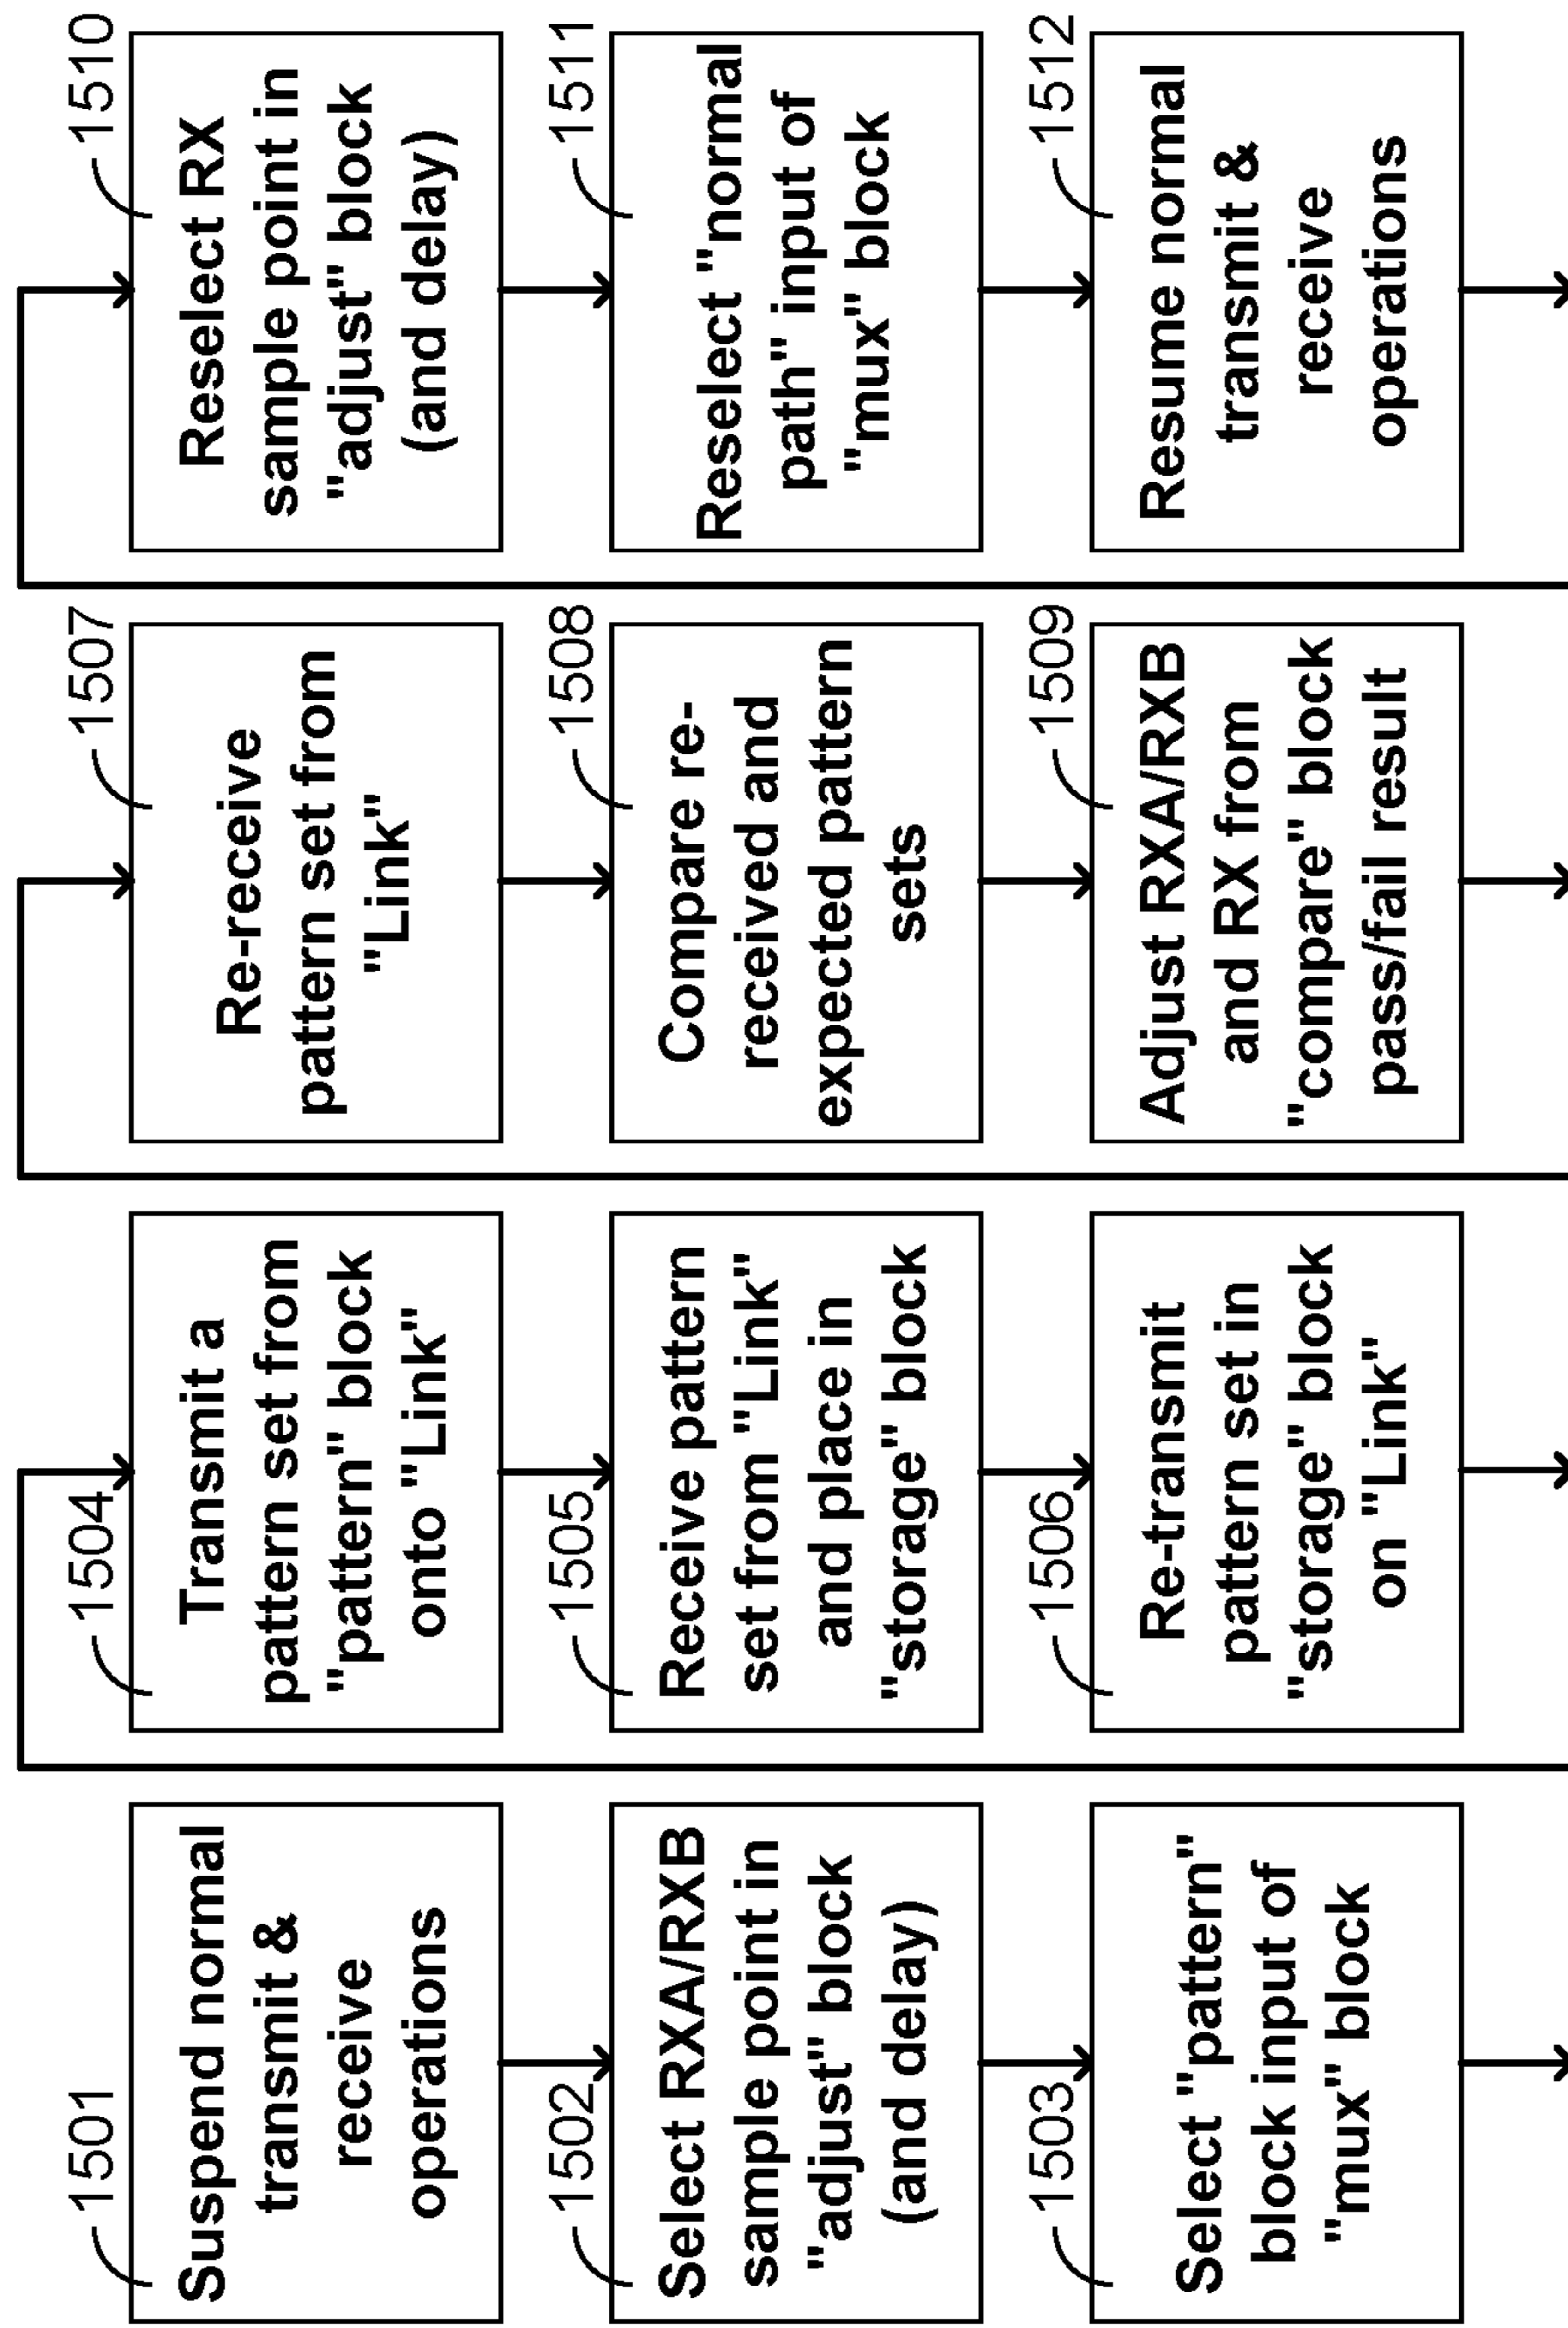 1501
Suspend normal
transmit &
receive
operations
1502
Select RXA/RXB
sample point in
"adjust" block
(and delay)
1503
Select "pattern"
block input of
"mux" block
1504
Transmit a
pattern set from
"pattern" block
onto "Link"
1505
Receive pattern
set from "Link"
and place in
"storage" block
1506
Re-transmit
pattern set in
"storage" block
on "Link"
1507
Re-receive
pattern set from
"Link"
1508
Compare re-
received and
expected pattern
sets
1509
Adjust RXA/RXB
and RX from
"compare" block
pass/fail result
1510
Reselect RX
sample point in
"adjust" block
(and delay)
1511
Reselect "normal
path" input of
"mux" block
1512
Resume normal
transmit &
receive
operations